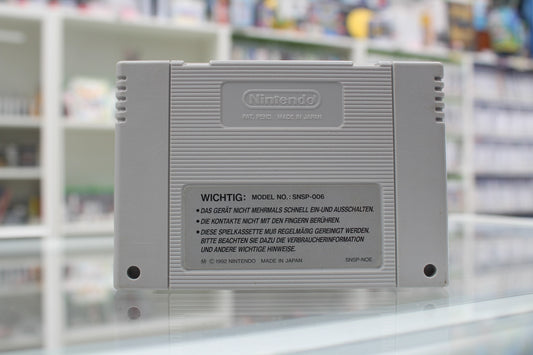 Nintendo
PAT. PEND. MADE IN JAPAN
WICHTIG: MODEL NO.: SNSP-006
• DAS GERÄT NICHT MEHRMALS SCHNELL EIN-UND AUSSCHALTEN.
• DIE KONTAKTE NICHT MIT DEN FINGERN BERÜHREN.
• DIESE SPIELKASSETTE MUß REGELMÄßIG GEREINIGT WERDEN.
BITTE BEACHTEN SIE DAZU DIE VERBRAUCHERINFORMATION
UND ANDERE WICHTIGE HINWEISE.
Ⓜ © 1992 NINTENDO MADE IN JAPAN SNSP-NOE